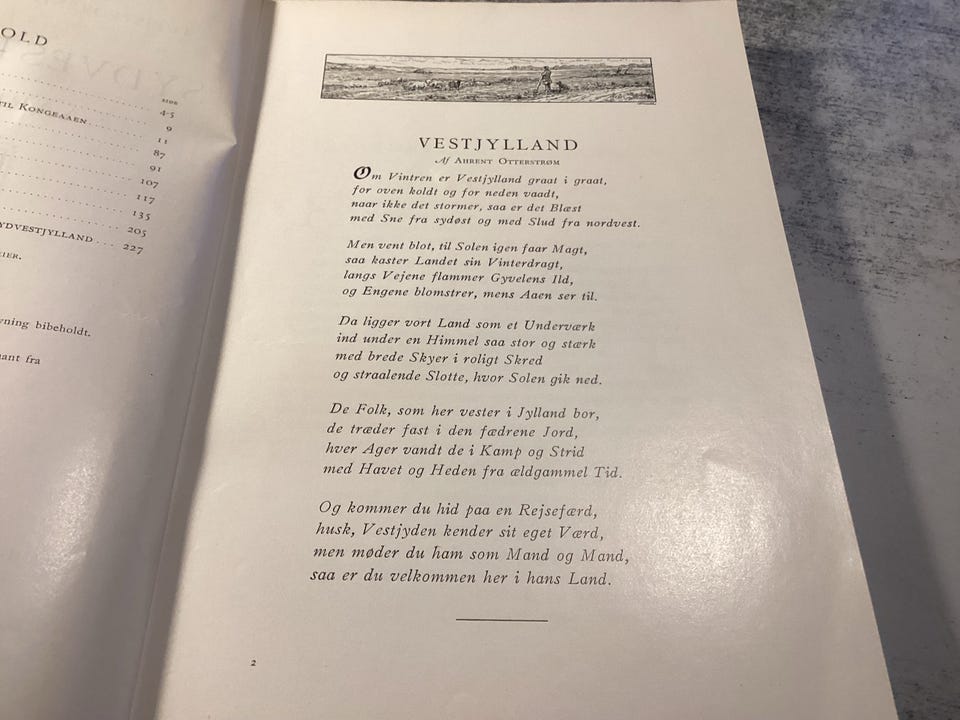 OLD
SIDE
4-5
TIL KONGEAAEN 9
11
87
91
107
117
135
205
YDVESTJYLLAND 227
EIER.
vning bibeholdt.
ant fra
VESTJYLLAND
Af AHRENT OTTERSTRØM
Om Vintren er Vestjylland graat i graat,
for oven koldt og for neden vaadt,
naar ikke det stormer, saa er det Blæst
med Sne fra sydøst og med Slud fra nordvest.
Men vent blot, til Solen igen faar Magt,
saa kaster Landet sin Vinterdragt,
langs Vejene flammer Gyvelens Ild,
og Engene blomstrer, mens Aaen ser til.
Da ligger vort Land som et Underværk
ind under en Himmel saa stor og stærk
med brede Skyer i roligt Skred
og straalende Slotte, hvor Solen gik ned.
De Folk, som her vester i Jylland bor,
de træder fast i den fædrene Jord,
hver Ager vandt de i Kamp og Strid
med Havet og Heden fra ældgammel Tid.
Og kommer du hid paa en Rejsefærd,
husk, Vestjyden kender sit eget Værd,
men møder du ham som Mand og Mand,
saa er du velkommen her i hans Land.
2